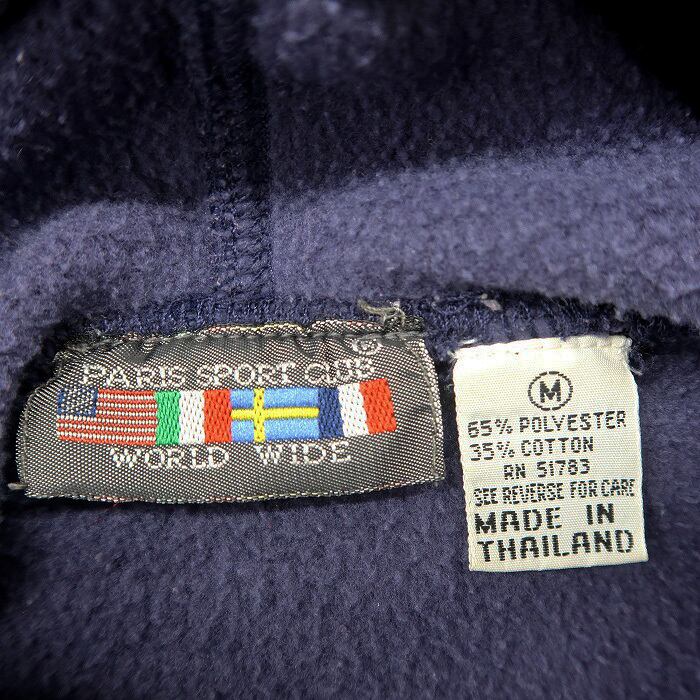 PARIS SPORT CLUB ©
WORLD WIDE
M
65% POLYESTER
35% COTTON
RN 51783
SEE REVERSE FOR CARE
MADE IN
THAILAND